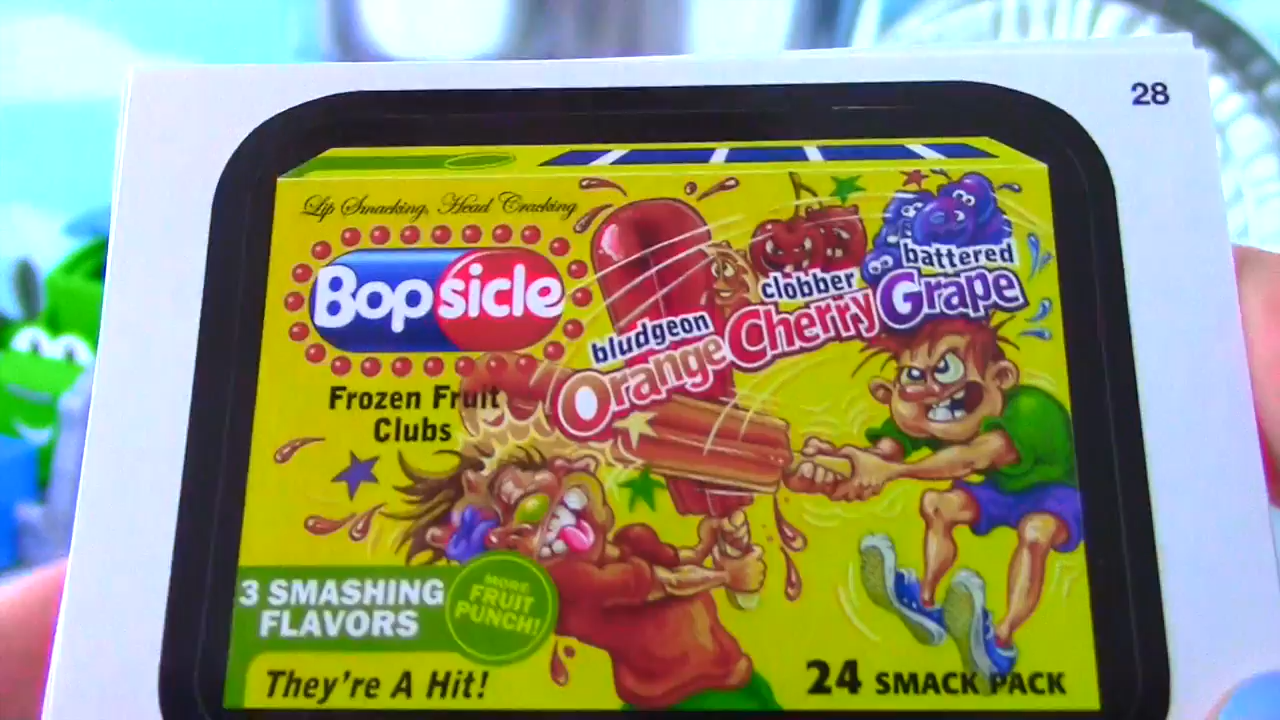 28
Lip Smacking, Head Cracking
Bopsicle
Frozen Fruit
Clubs
bludgeon
Orange
clobber
Cherry
battered
Grape
3 SMASHING
FLAVORS
MORE
FRUIT
PUNCH!
They're A Hit!
24 SMACK PACK